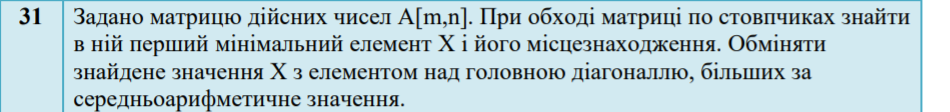 31
Задано матрицю дійсних чисел A[m,n]. При обході матриці по стовпчиках знайти
в ній перший мінімальний елемент X і його місцезнаходження. Обміняти
знайдене значення X з елементом над головною діагоналлю, більших за
середньоарифметичне значення.